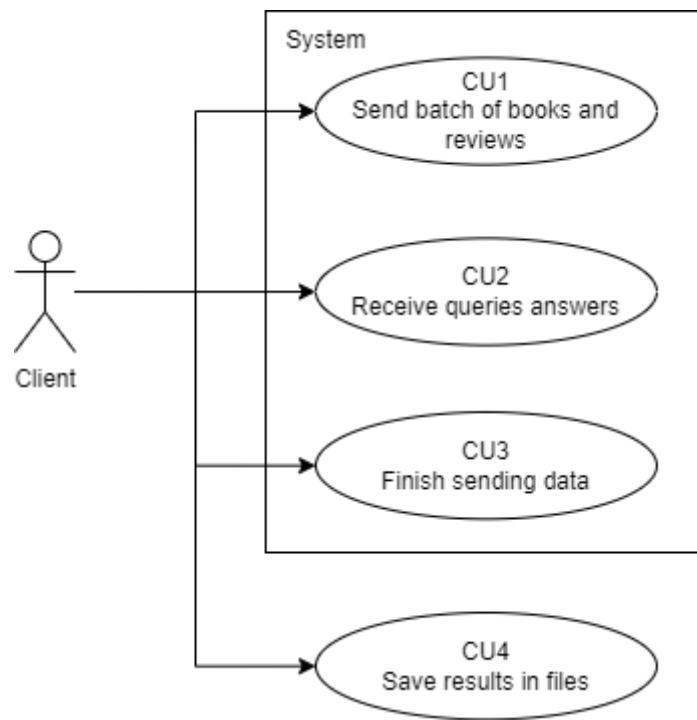 System
CU1
Send batch of books and
reviews
CU2
Receive queries answers
Client
CU3
Finish sending data
CU4
Save results in files